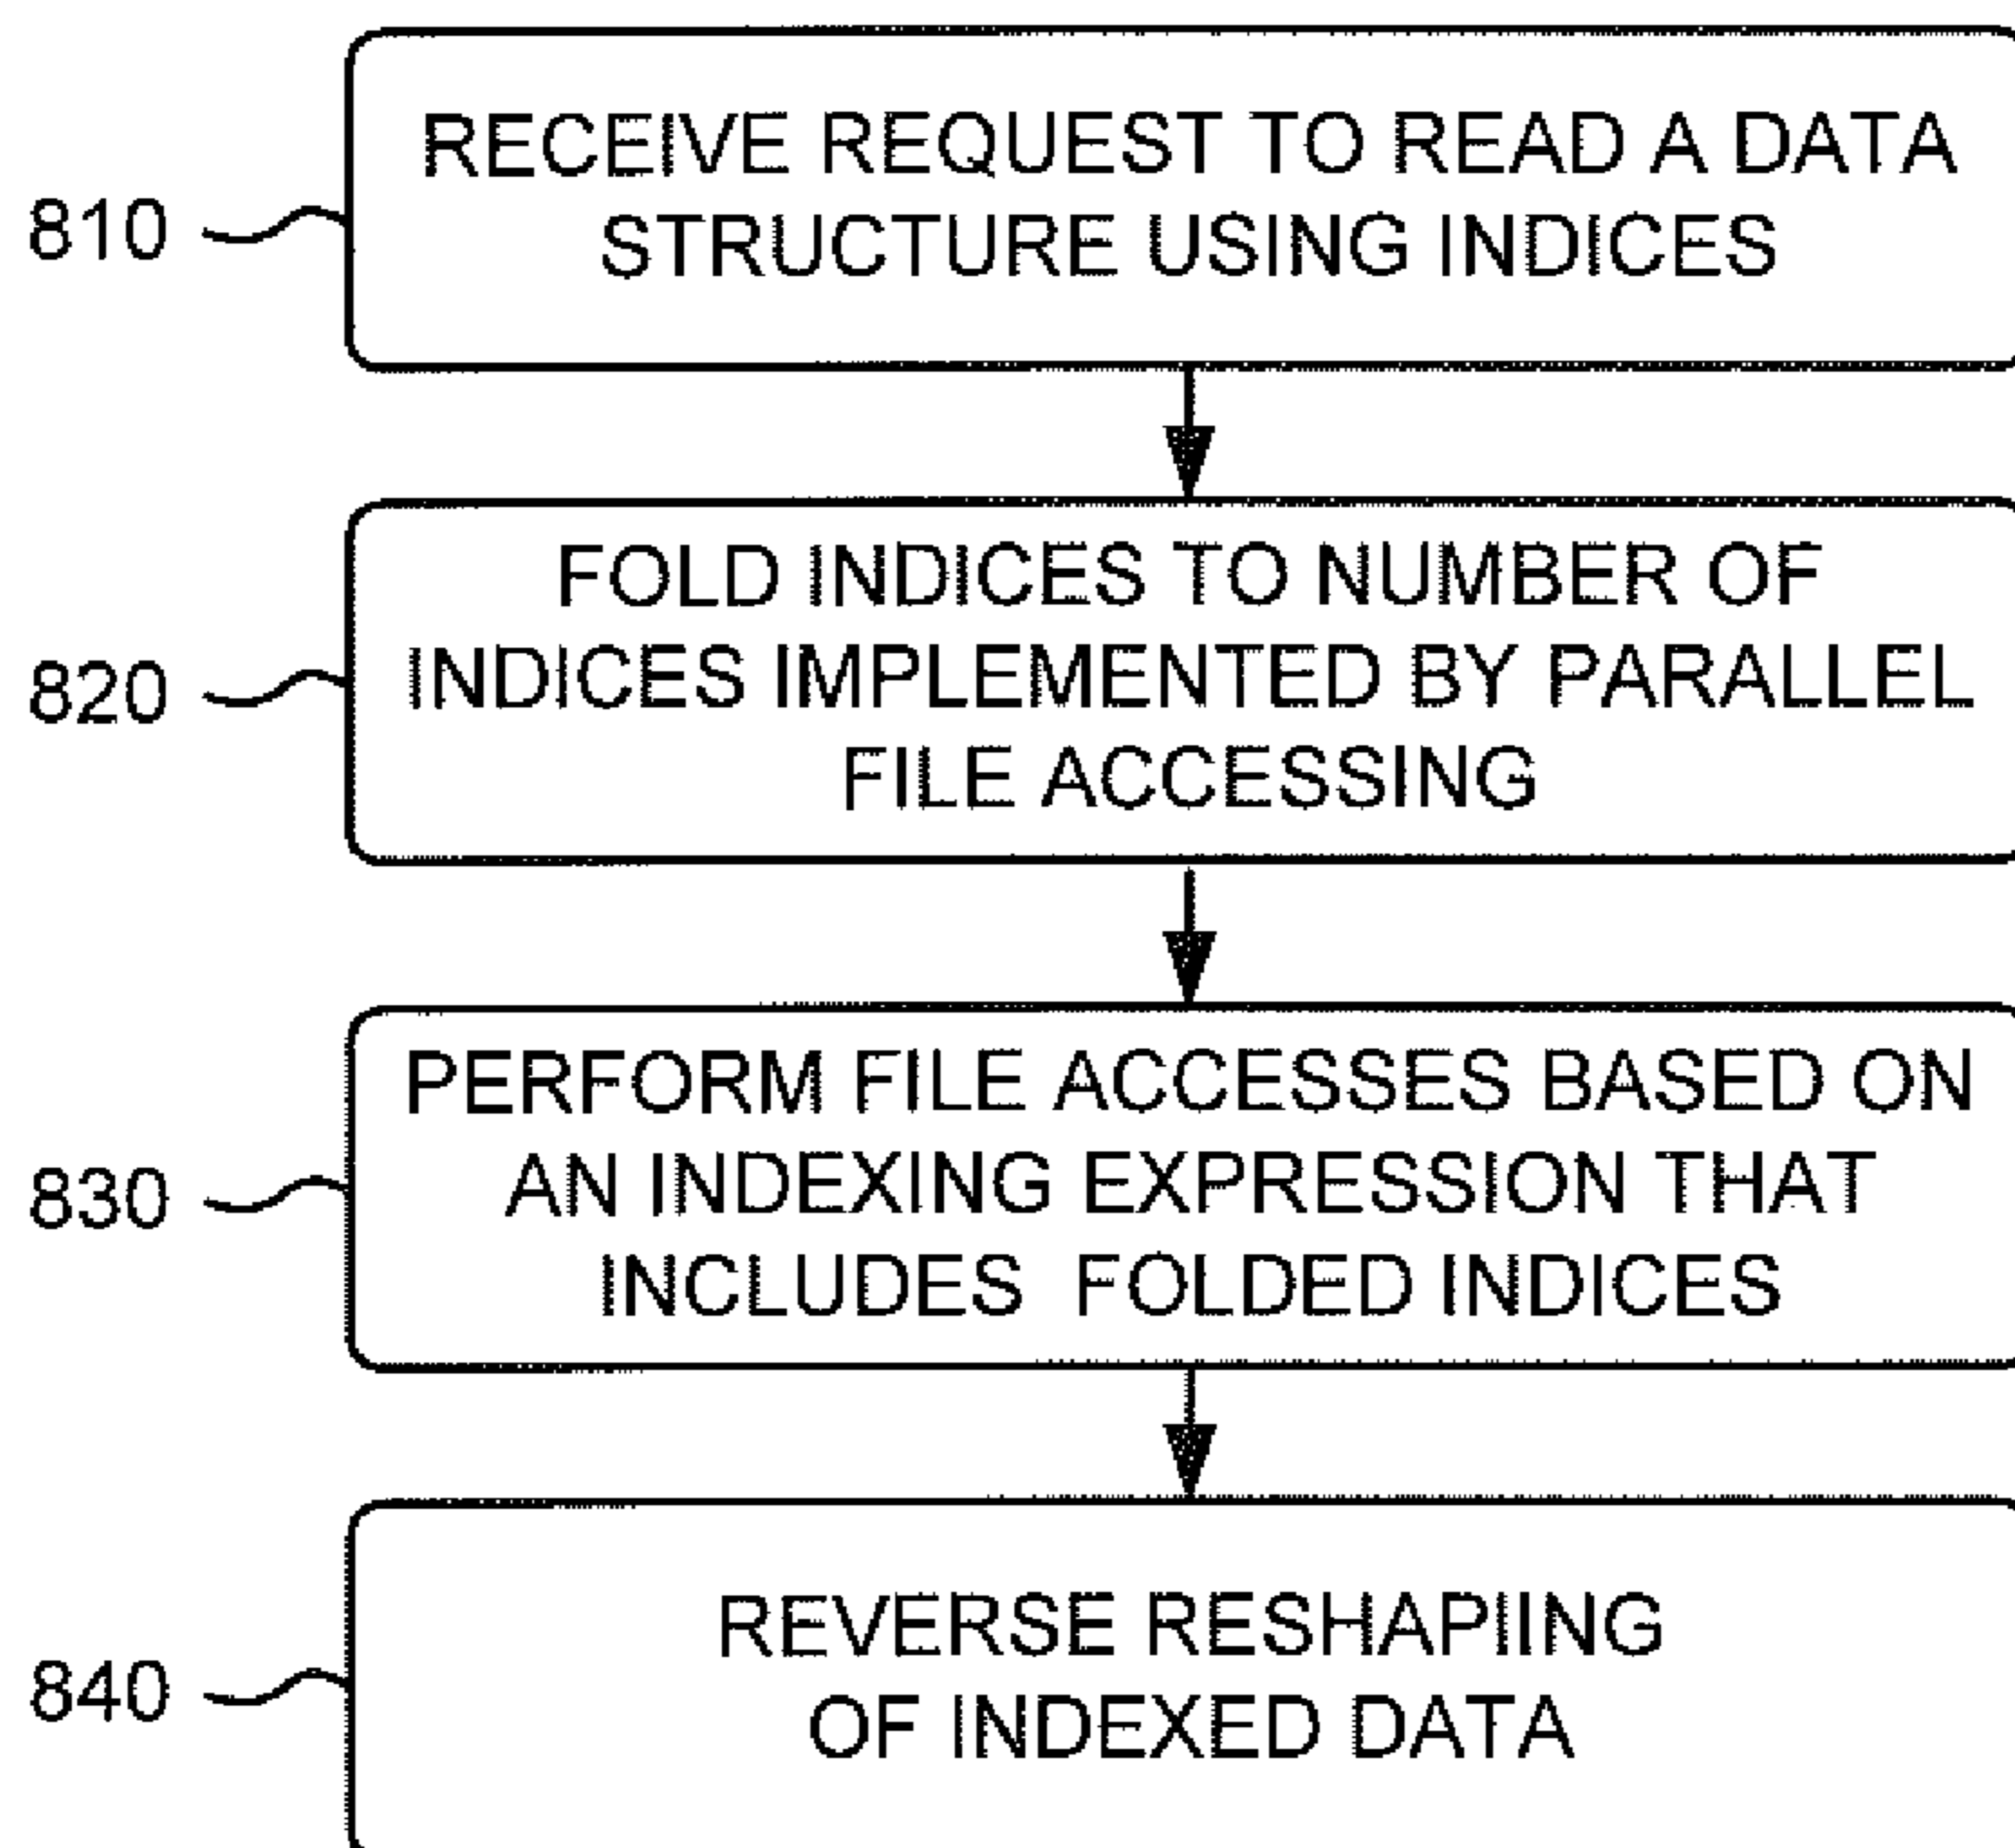 RECEIVE REQUEST TO READ A DATA
810
STRUCTURE USING INDICES
FOLD INDICES TO NUMBER OF
820
INDICES IMPLEMENTED BY PARALLEL
FILE ACCESSING
PERFORM FILE ACCESSES BASED ON
830
AN INDEXING EXPRESSION THAT
INCLUDES FOLDED INDICES
840
REVERSE RESHAPIING
OF INDEXED DATA